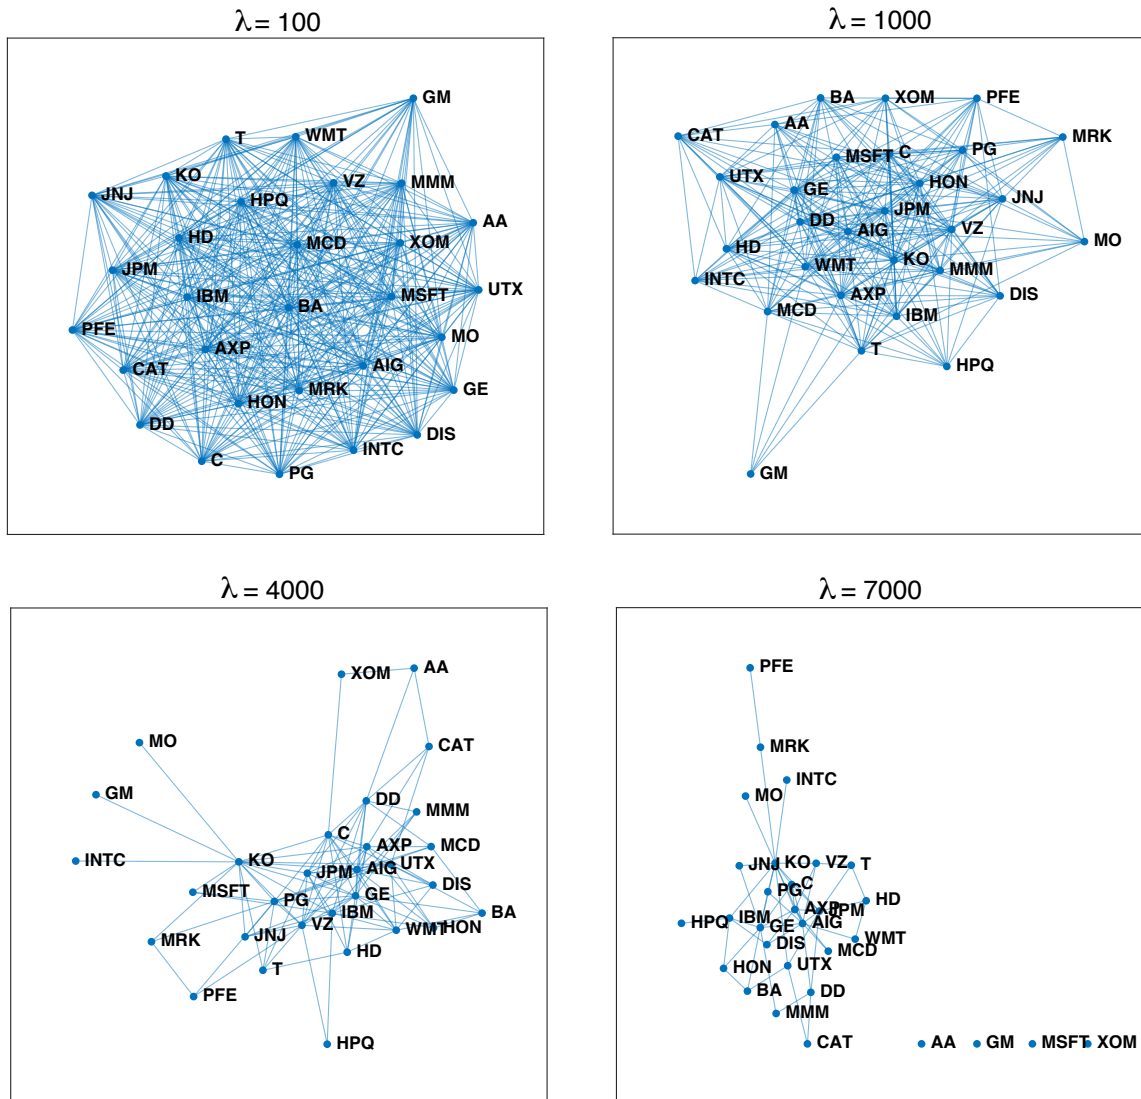 λ = 100
GM
T
WMT
KO
VZ
MMM
JNJ
HPQ
AA
HD
MCD
XOM
JPM
IBM
BA
MSFT
UTX
PFE
AXP
MO
CAT
AIG
MRK
GE
HON
DD
DIS
INTC
C
PG
λ = 1000
BA
XOM
PFE
AA
CAT
MRK
MSFT
C
PG
UTX
GE
HON
JNJ
DD
JPM
AIG
VZ
MO
HD
WMT
KO
MMM
INTC
AXP
DIS
MCD
IBM
T
HPQ
GM
λ = 4000
XOM
AA
MO
CAT
GM
DD
MMM
C
AXP
MCD
INTC
KO
JPM
AIG
UTX
MSFT
PG
GE
DIS
IBM
BA
MRK
JNJ
VZ
WMT
HON
HD
T
PFE
HPQ
λ = 7000
PFE
MRK
INTC
MO
JNJ
KO
VZ
T
PG
C
HD
HPQ
IBM
AXP
JPM
GE
AIG
DIS
MCD
WMT
HON
UTX
BA
DD
MMM
CAT
AA
GM
MSFT
XOM